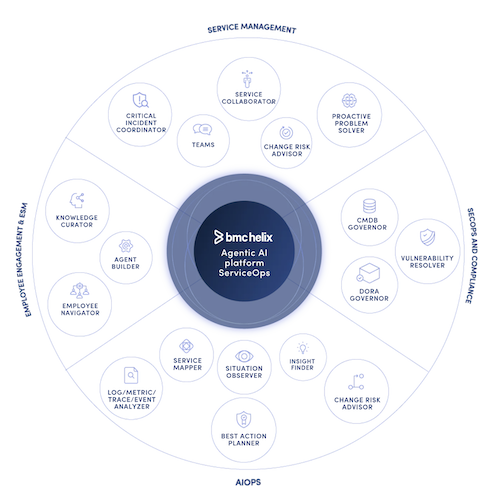 SERVICE MANAGEMENT
SERVICE
COLLABORATOR
CRITICAL
INCIDENT
COORDINATOR
PROACTIVE
PROBLEM
SOLVER
TEAMS
CHANGE RISK
ADVISOR
EMPLOYEE ENGAGEMENT & ESM
KNOWLEDGE
CURATOR
AGENT
BUILDER
EMPLOYEE
NAVIGATOR
bmc helix
Agentic AI
platform
ServiceOps
CMDB
GOVERNOR
VULNERABILITY
RESOLVER
DORA
GOVERNOR
SECOPS AND COMPLIANCE
SERVICE
MAPPER
SITUATION
OBSERVER
INSIGHT
FINDER
LOG/METRIC/
TRACE/EVENT
ANALYZER
CHANGE RISK
ADVISOR
BEST ACTION
PLANNER
AIOPS